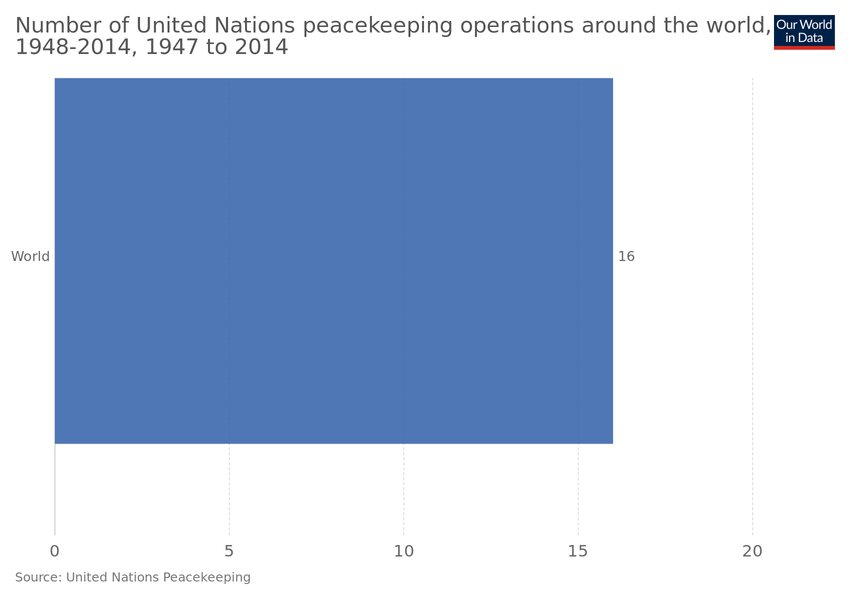 Number of United Nations peacekeeping operations around the world,
1948-2014, 1947 to 2014
Our World
in Data
World
16
0
5
10
15
20
Source: United Nations Peacekeeping